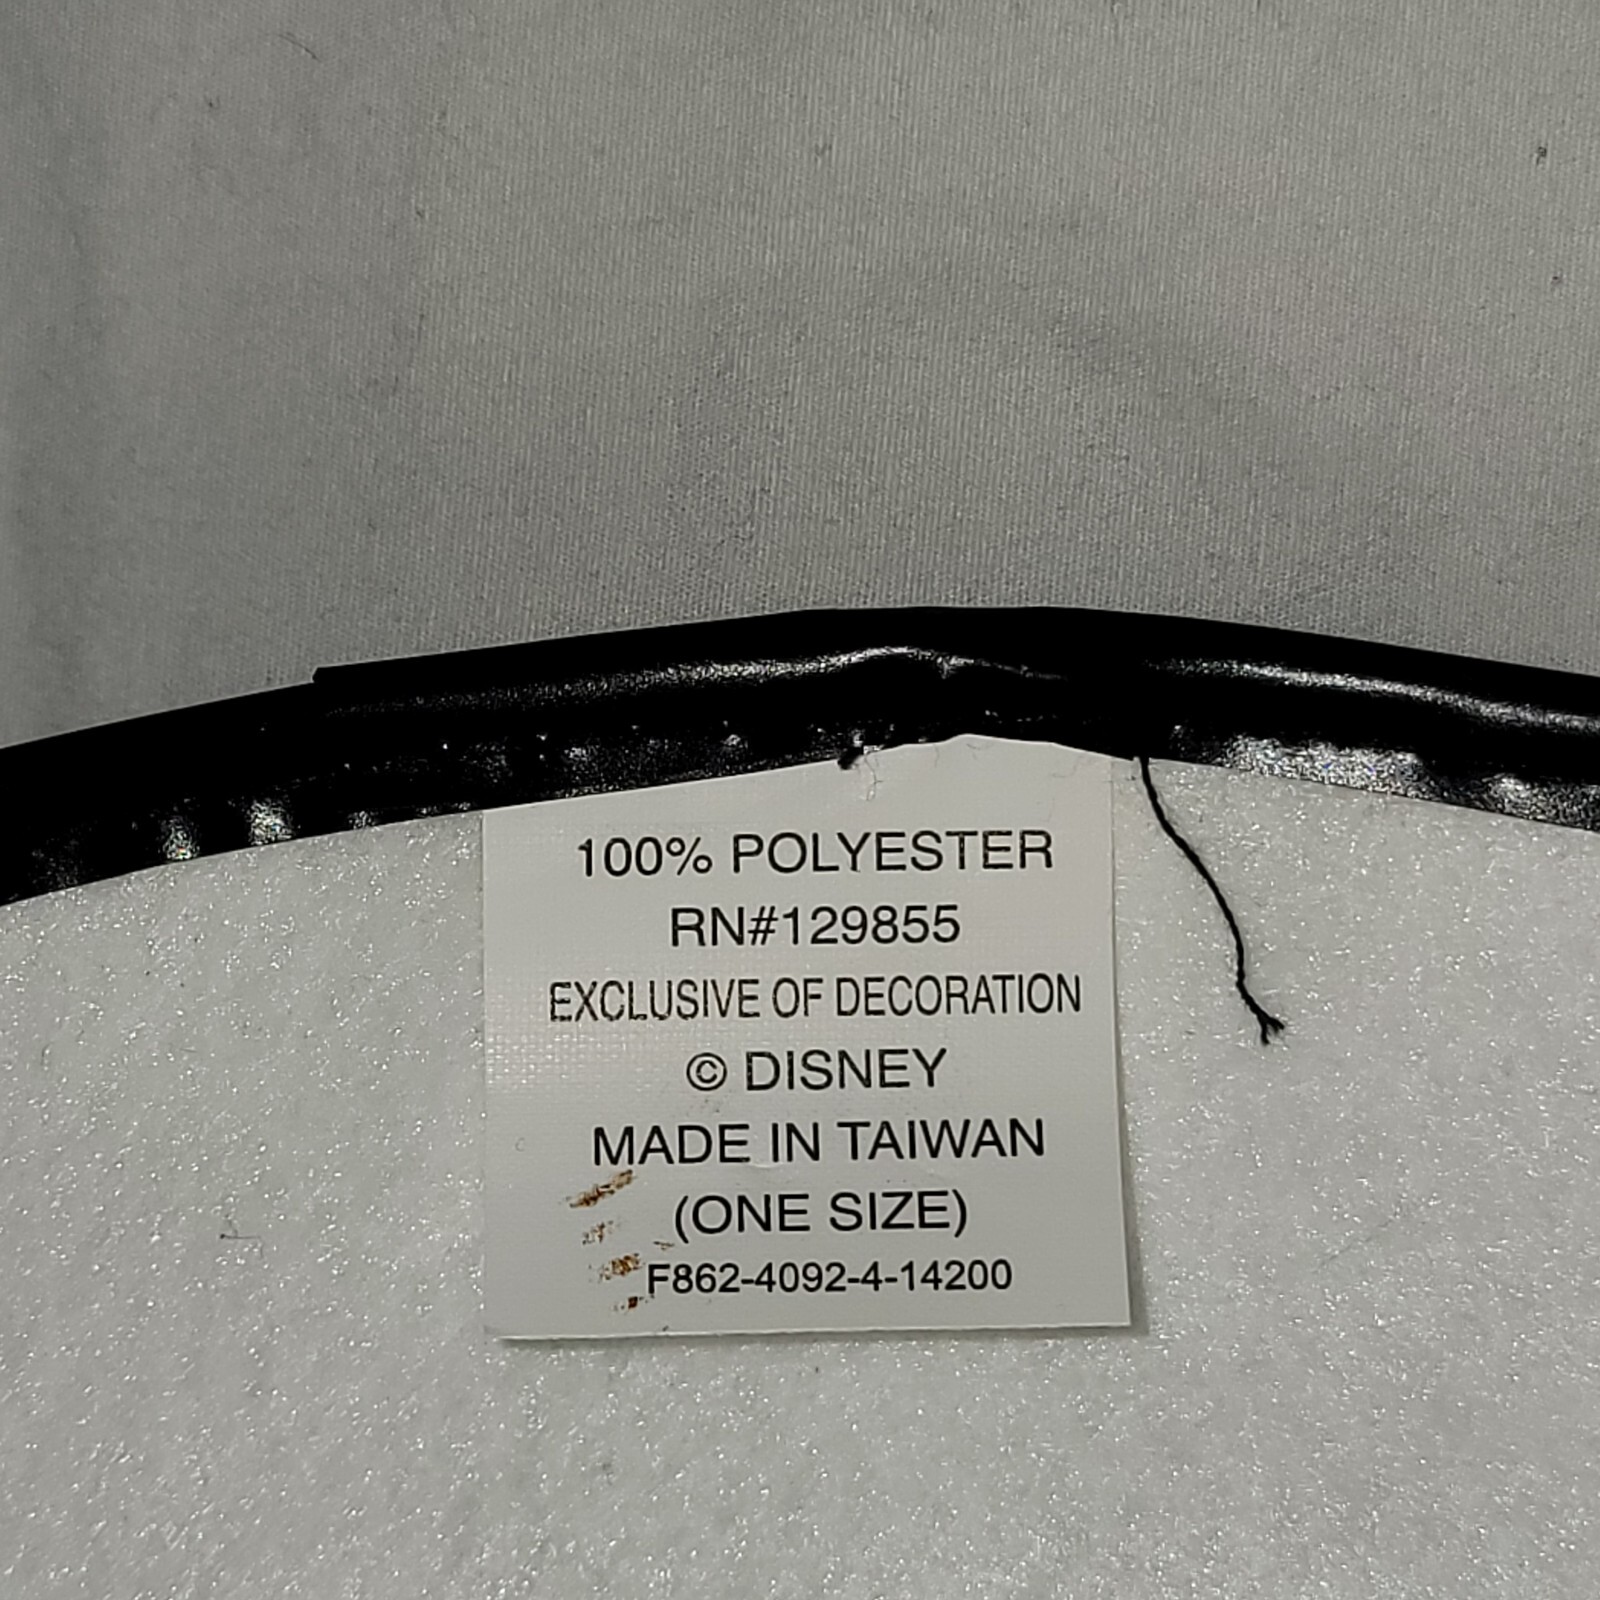 100% POLYESTER
RN#129855
EXCLUSIVE OF DECORATION
© DISNEY
MADE IN TAIWAN
(ONE SIZE)
F862-4092-4-14200